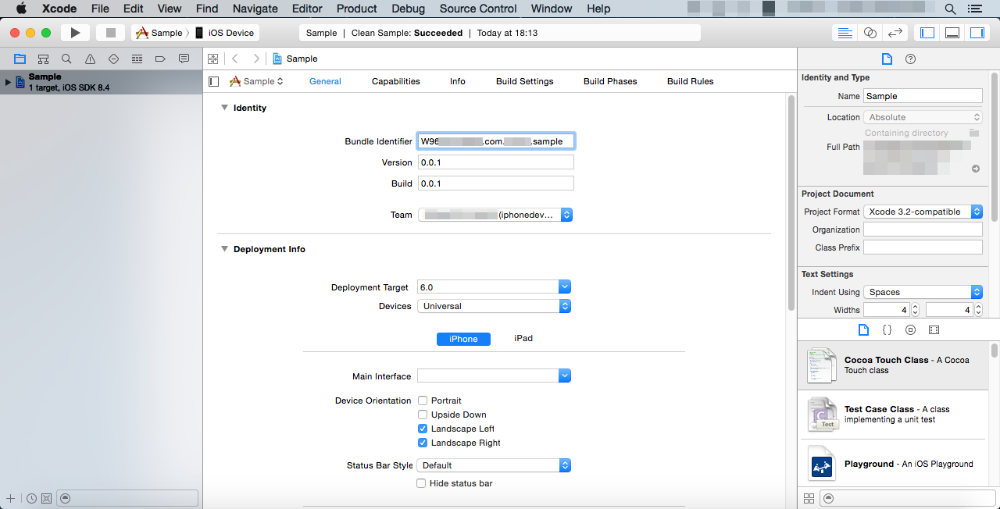 Xcode File Edit View Find Navigate Editor Product Debug Source Control Window Help
Sample iOS Device
Sample | Clean Sample: Succeeded | Today at 18:13
Sample
Sample
1 target, iOS SDK 8.4
Sample General Capabilities Info Build Settings Build Phases Build Rules
Identity
Bundle Identifier W96 .com. .sample
Version 0.0.1
Build 0.0.1
Team (iphonedev...
Deployment Info
Deployment Target 6.0
Devices Universal
iPhone iPad
Main Interface
Device Orientation Portrait
Upside Down
Landscape Left
Landscape Right
Status Bar Style Default
Hide status bar
Identity and Type
Name Sample
Location Absolute
Containing directory
Full Path
Project Document
Project Format Xcode 3.2-compatible
Organization
Class Prefix
Text Settings
Indent Using Spaces
Widths 4 4
{}
Cocoa Touch Class - A Cocoa
Touch class
Test Case Class - A class
implementing a unit test
Test
Playground - An iOS Playground